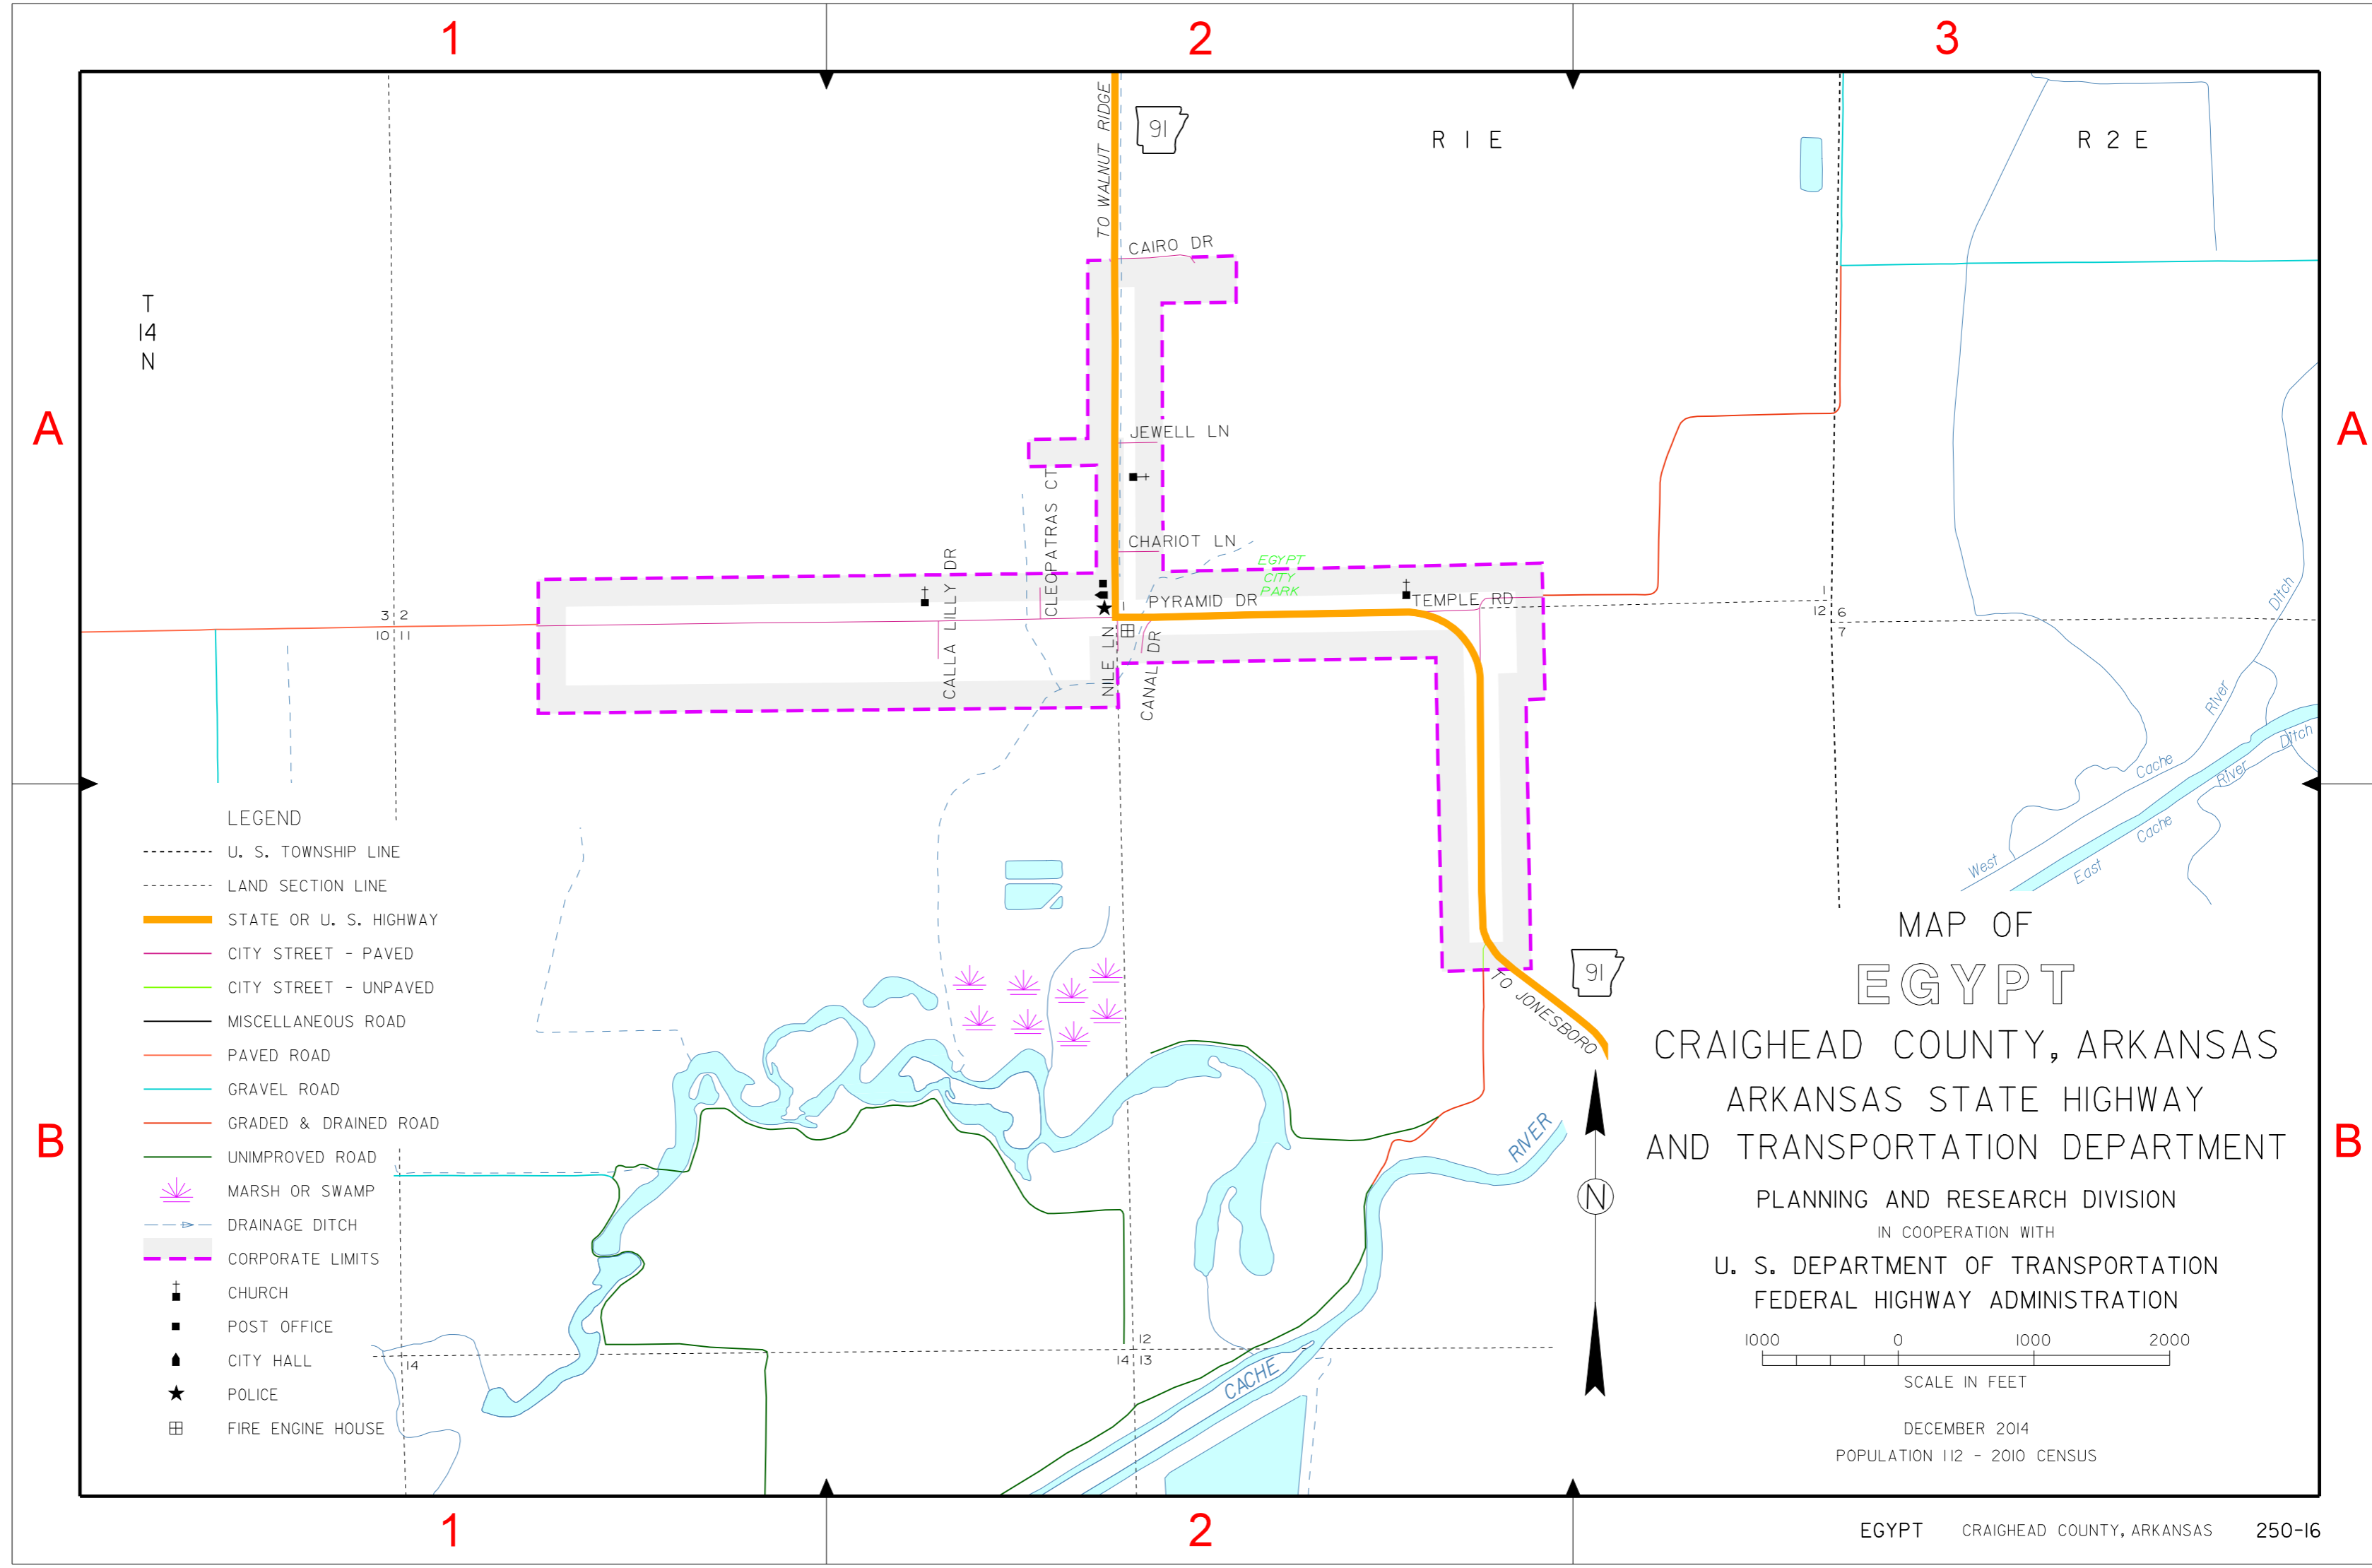 1
2
3
A
A
B
B
1
2
TO WALNUT RIDGE
91
R 1 E
R 2 E
T
14
N
CAIRO DR
JEWELL LN
CLEOPATRAS CT
CHARIOT LN
CALLA LILLY DR
EGYPT
CITY
PARK
PYRAMID DR
TEMPLE RD
NILE LN
CANAL DR
3 2
10 11
1
12 6
7
Ditch
River
Cache
West
Ditch
River
Cache
East
LEGEND
U. S. TOWNSHIP LINE
LAND SECTION LINE
STATE OR U. S. HIGHWAY
CITY STREET - PAVED
CITY STREET - UNPAVED
MISCELLANEOUS ROAD
PAVED ROAD
GRAVEL ROAD
GRADED & DRAINED ROAD
UNIMPROVED ROAD
MARSH OR SWAMP
DRAINAGE DITCH
CORPORATE LIMITS
CHURCH
POST OFFICE
CITY HALL
POLICE
FIRE ENGINE HOUSE
91
TO JONESBORO
RIVER
CACHE
N
14
12
14 13
MAP OF
EGYPT
CRAIGHEAD COUNTY, ARKANSAS
ARKANSAS STATE HIGHWAY
AND TRANSPORTATION DEPARTMENT
PLANNING AND RESEARCH DIVISION
IN COOPERATION WITH
U. S. DEPARTMENT OF TRANSPORTATION
FEDERAL HIGHWAY ADMINISTRATION
1000 0 1000 2000
SCALE IN FEET
DECEMBER 2014
POPULATION 112 - 2010 CENSUS
EGYPT CRAIGHEAD COUNTY, ARKANSAS 250-16